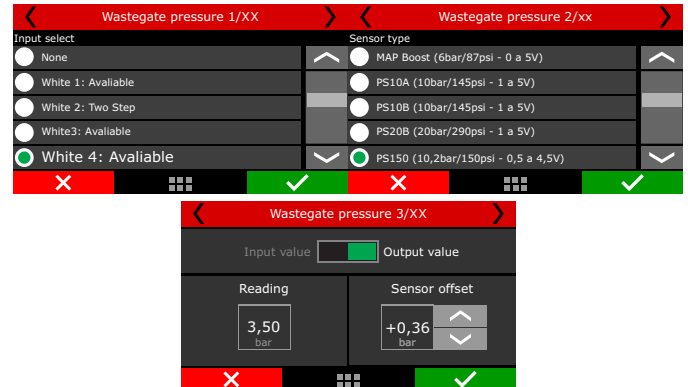 Wastegate pressure 1/XX
Input select
None
White 1: Avaliable
White 2: Two Step
White3: Avaliable
White 4: Avaliable
Wastegate pressure 2/xx
Sensor type
MAP Boost (6bar/87psi - 0 a 5V)
PS10A (10bar/145psi - 1 a 5V)
PS10B (10bar/145psi - 1 a 5V)
PS20B (20bar/290psi - 1 a 5V)
PS150 (10,2bar/150psi - 0,5 a 4,5V)
Wastegate pressure 3/XX
Input value
Output value
Reading
3,50
bar
Sensor offset
+0,36
bar